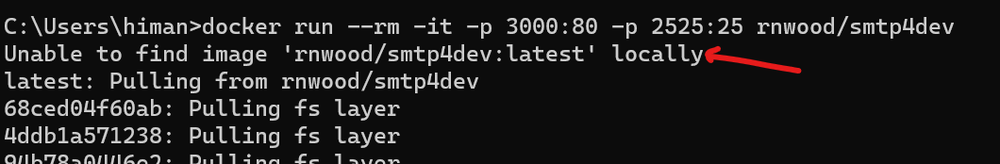 C:\Users\himan>docker run --rm -it -p 3000:80 -p 2525:25 rnwood/smtp4dev
Unable to find image 'rnwood/smtp4dev:latest' locally
latest: Pulling from rnwood/smtp4dev
68ced04f60ab: Pulling fs layer
4ddb1a571238: Pulling fs layer
94b78a0446e2: Pulling fs layer